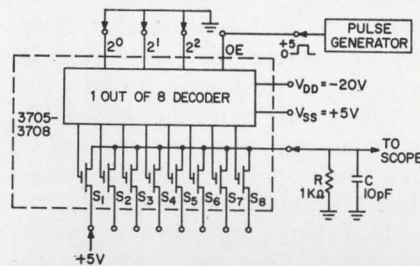 PULSE
GENERATOR
+5
0
2⁰ 2¹ 2² OE
1 OUT OF 8 DECODER
V_DD = -20V
V_SS = +5V
3705-
3708
TO
SCOPE
S₁ S₂ S₃ S₄ S₅ S₆ S₇ S₈
R
1KΩ
C
10pF
+5V